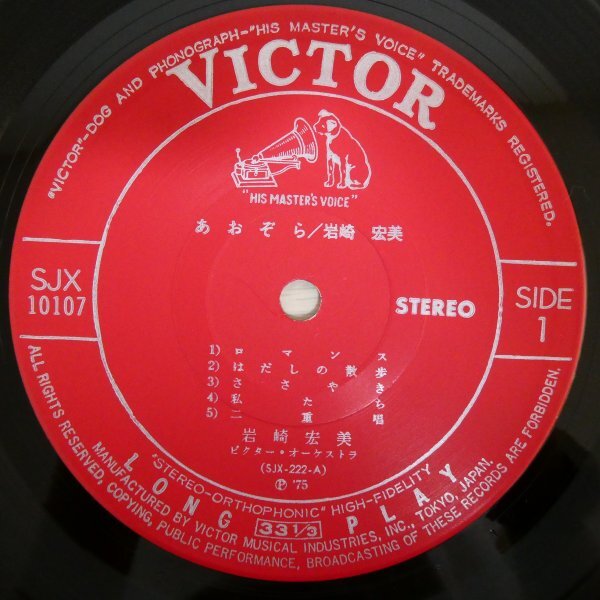 "VICTOR"–DOG AND PHONOGRAPH–"HIS MASTER'S VOICE" TRADEMARKS REGISTERED.
VICTOR
"HIS MASTER'S VOICE"
あおぞら/岩崎 宏美
SJX
10107
STEREO
SIDE
1
1) ロマンス
2) はだしの散歩
3) ささやき
4) 私たち
5) 二重唱
岩崎宏美
ビクター・オーケストラ
(SJX-222-A)
Ⓟ '75
"STEREO-ORTHOPHONIC" HIGH-FIDELITY
LONG 33 1/3 PLAY
ALL RIGHTS RESERVED, COPYING, PUBLIC PERFORMANCE, BROADCASTING OF THESE RECORDS ARE FORBIDDEN.
MANUFACTURED BY VICTOR MUSICAL INDUSTRIES, INC., TOKYO, JAPAN.